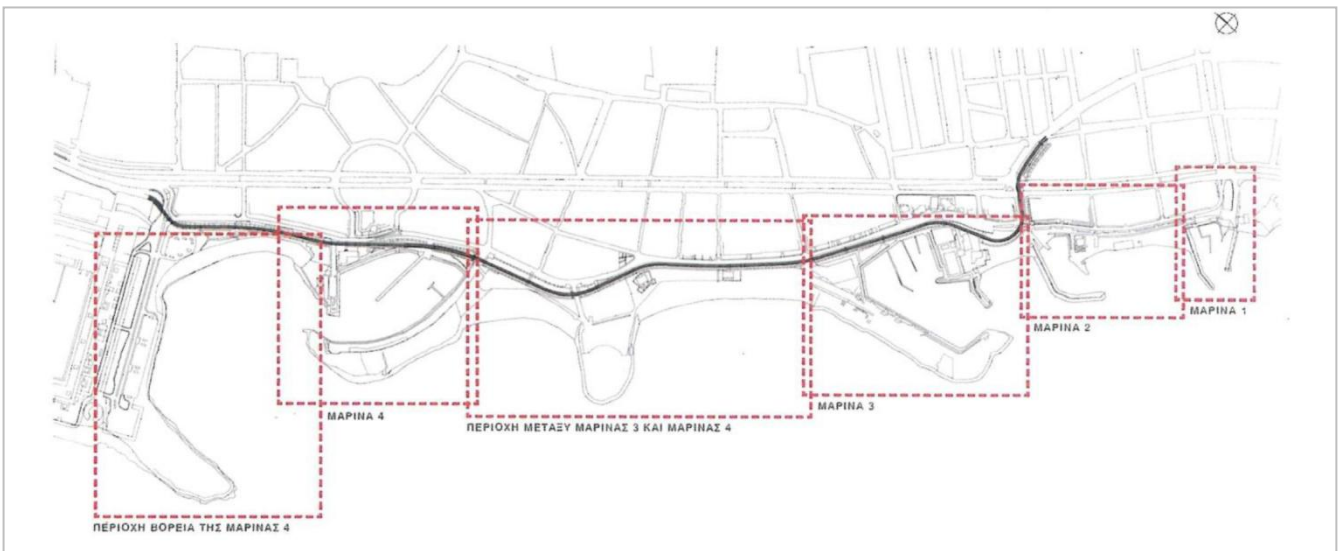 ΜΑΡΙΝΑ 1
ΜΑΡΙΝΑ 2
ΜΑΡΙΝΑ 3
ΜΑΡΙΝΑ 4
ΠΕΡΙΟΧΗ ΜΕΤΑΞΥ ΜΑΡΙΝΑΣ 3 ΚΑΙ ΜΑΡΙΝΑΣ 4
ΠΕΡΙΟΧΗ ΒΟΡΕΙΑ ΤΗΣ ΜΑΡΙΝΑΣ 4